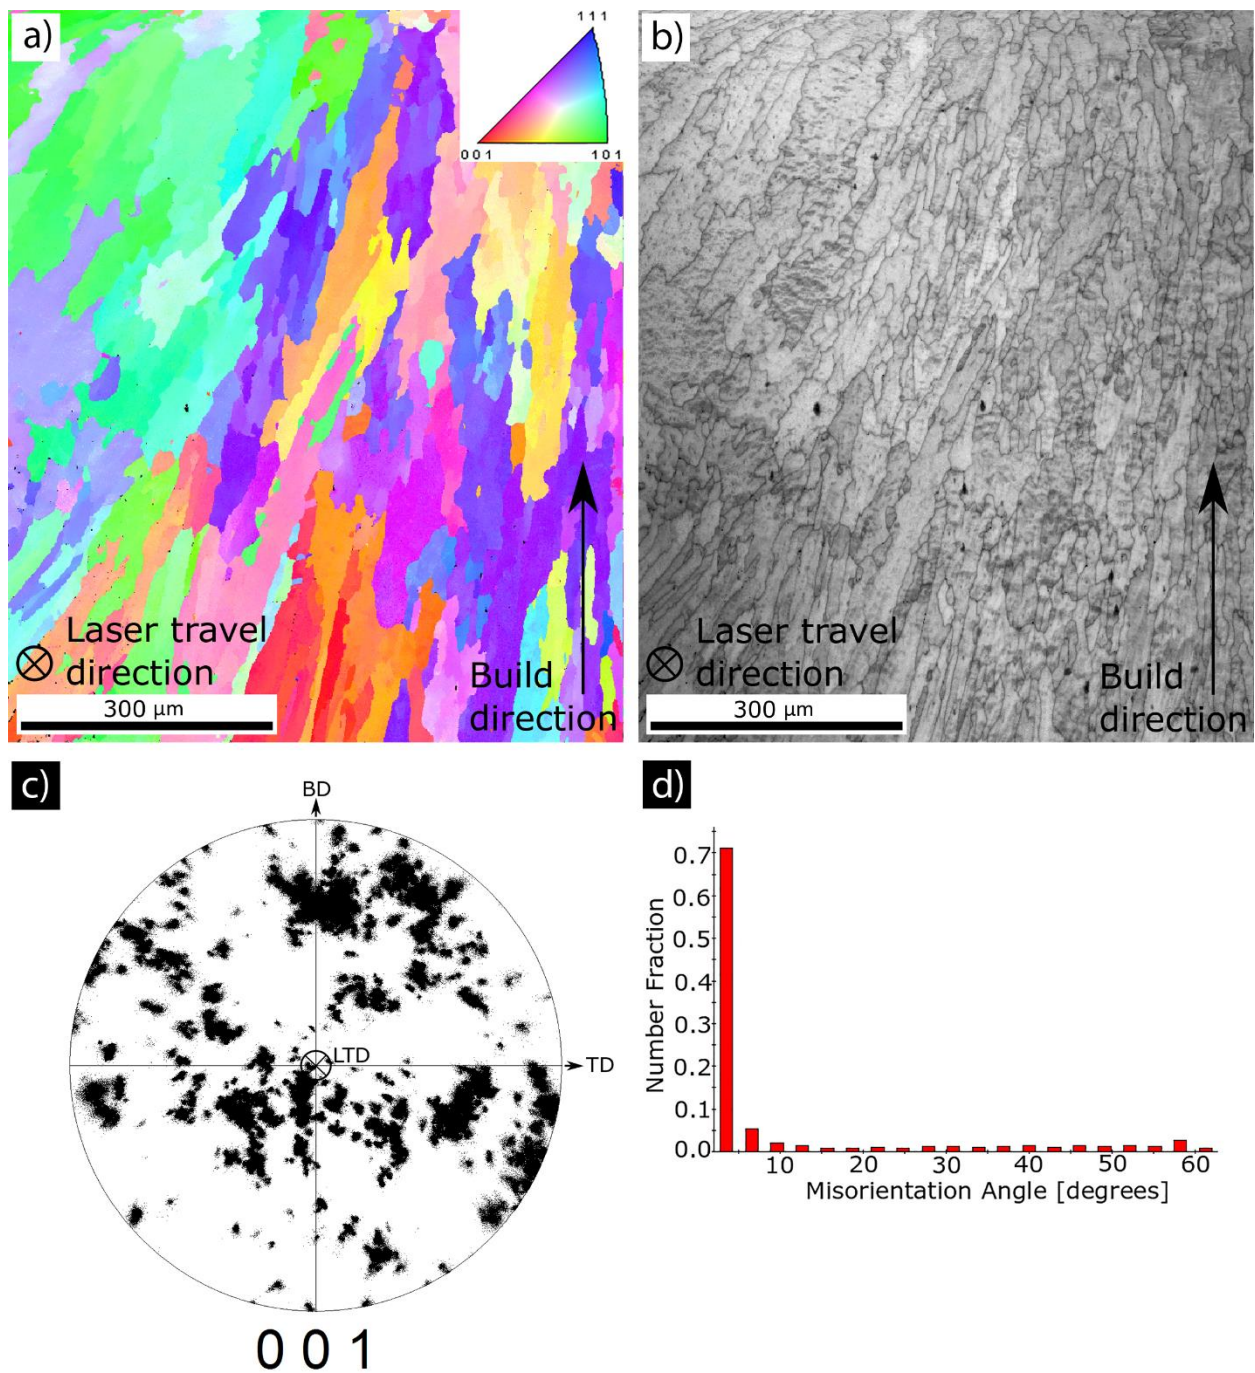 a)
1 1 1
0 0 1
1 0 1
Laser travel
direction
300 µm
Build
direction
b)
Laser travel
direction
300 µm
Build
direction
c)
BD
LTD
TD
0 0 1
d)
0.7
0.6
0.5
0.4
0.3
0.2
0.1
0.0
Number Fraction
10
20
30
40
50
60
Misorientation Angle [degrees]